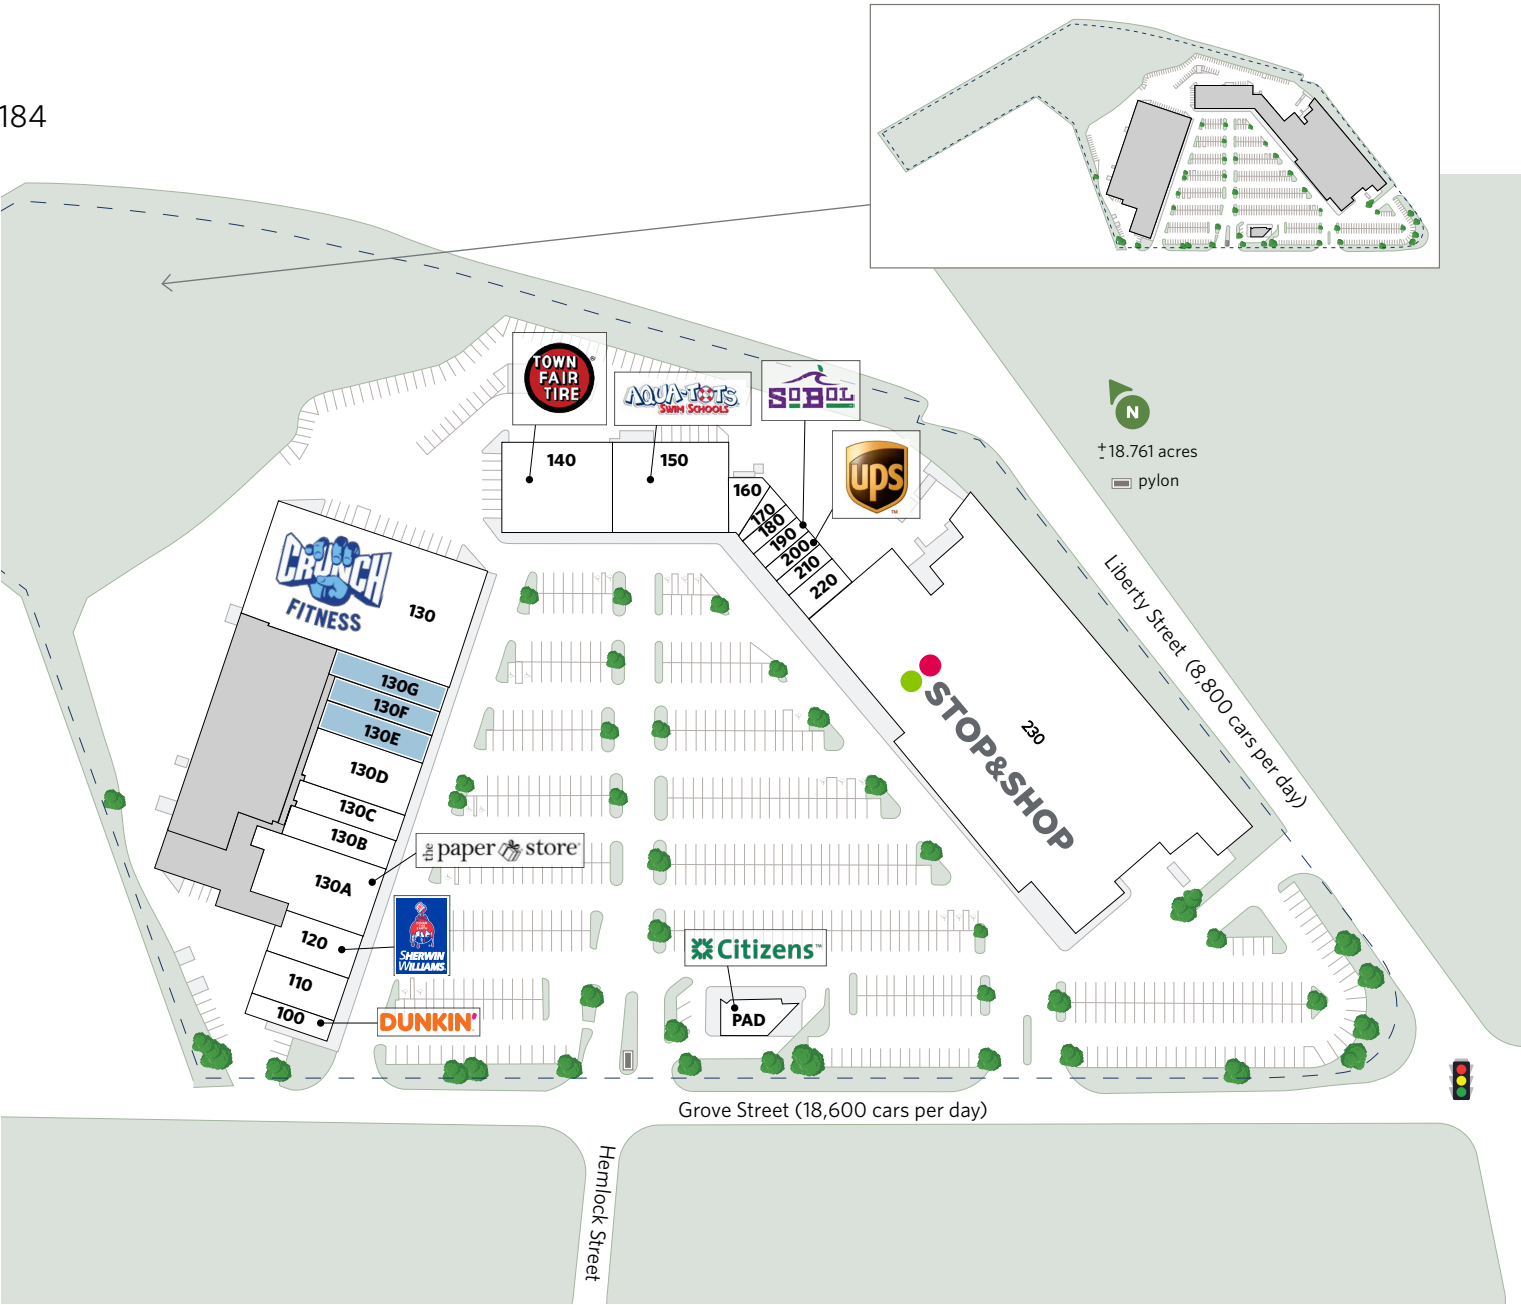 184
N
+
-18.761 acres
pylon
TOWN
FAIR
TIRE
®
AQUA-TOTS
SWIM SCHOOLS
SOBOL
ups
™
140
150
160
170
180
190
200
210
220
CRUNCH
FITNESS
130
130G
130F
130E
130D
130C
130B
130A
the paper store
120
SHERWIN
WILLIAMS.
110
100
DUNKIN'
Citizens™
PAD
STOP&SHOP
230
Liberty Street (8,800 cars per day)
Grove Street (18,600 cars per day)
Hemlock Street